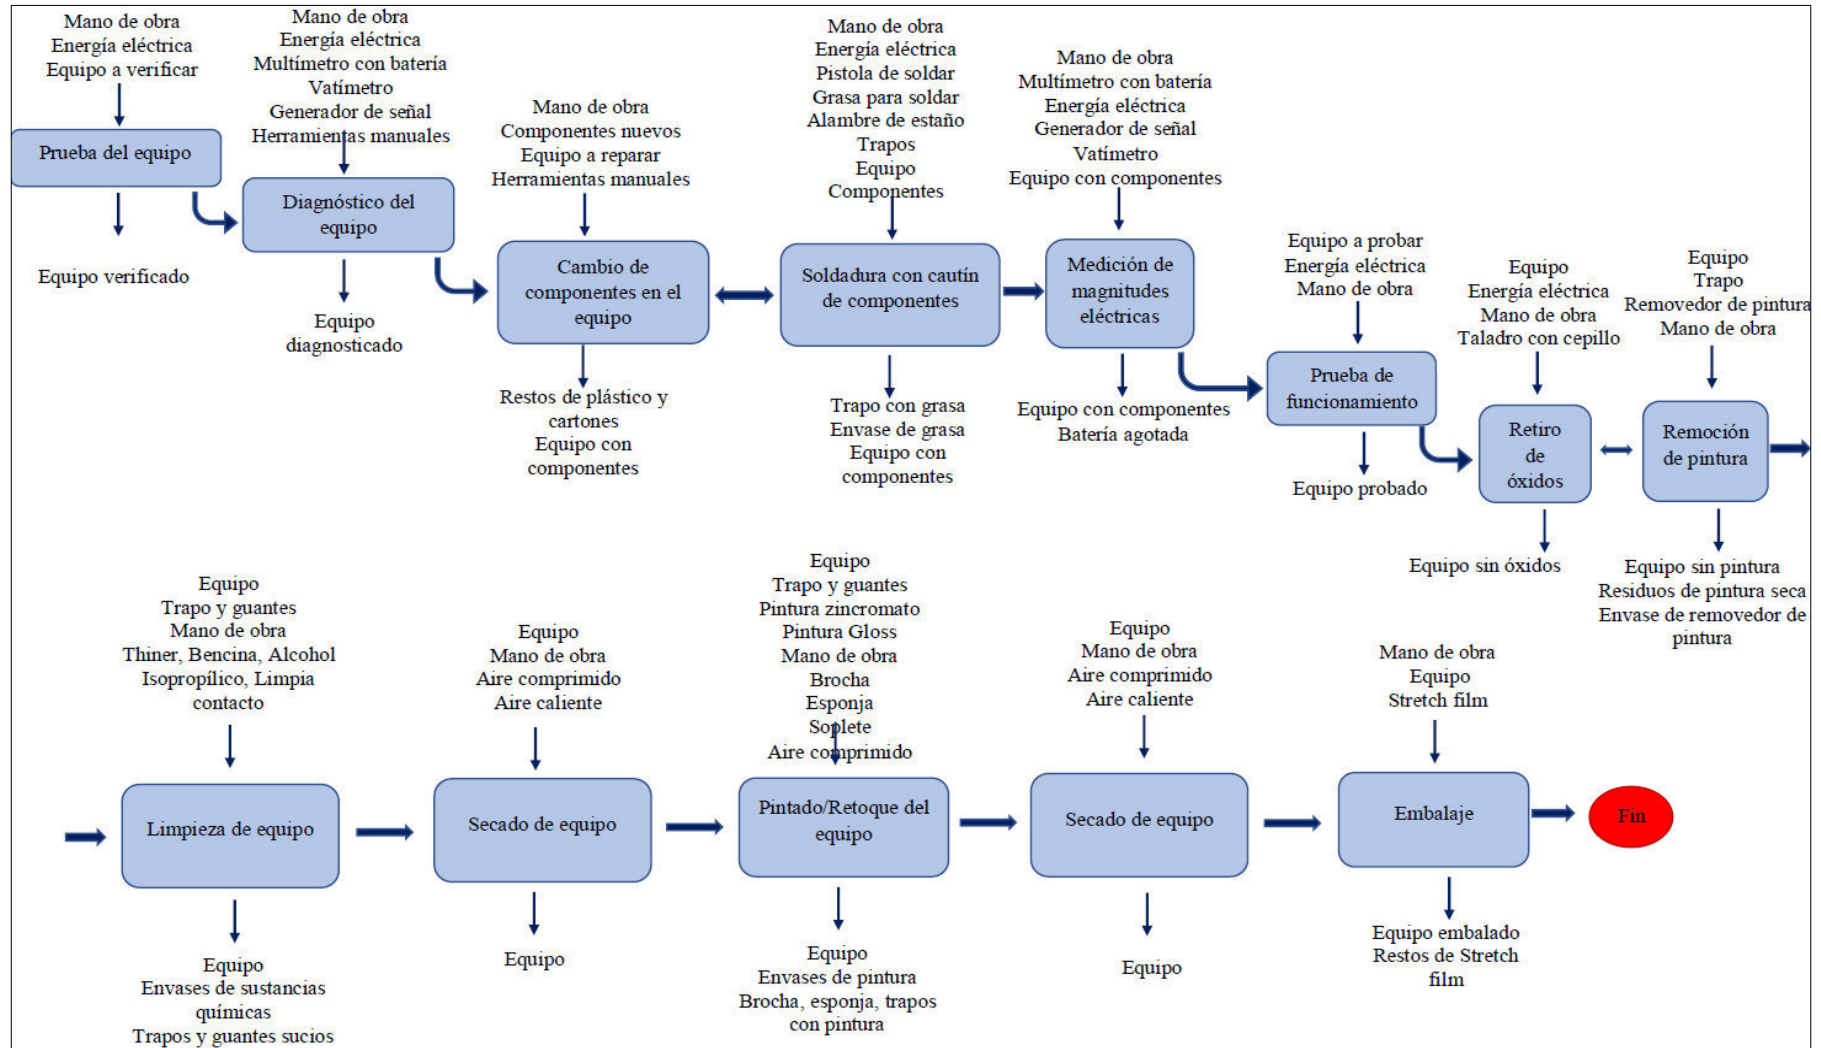 Mano de obra
Energía eléctrica
Equipo a verificar
Prueba del equipo
Equipo verificado
Mano de obra
Energía eléctrica
Multímetro con batería
Vatímetro
Generador de señal
Herramientas manuales
Diagnóstico del
equipo
Equipo
diagnosticado
Mano de obra
Componentes nuevos
Equipo a reparar
Herramientas manuales
Cambio de
componentes en el
equipo
Restos de plástico y
cartones
Equipo con
componentes
Mano de obra
Energía eléctrica
Pistola de soldar
Grasa para soldar
Alambre de estaño
Trapos
Equipo
Componentes
Soldadura con cautín
de componentes
Trapo con grasa
Envase de grasa
Equipo con
componentes
Mano de obra
Multímetro con batería
Energía eléctrica
Generador de señal
Vatímetro
Equipo con componentes
Medición de
magnitudes
eléctricas
Equipo con componentes
Batería agotada
Equipo a probar
Energía eléctrica
Mano de obra
Prueba de
funcionamiento
Equipo probado
Equipo
Energía eléctrica
Mano de obra
Taladro con cepillo
Retiro
de
óxidos
Equipo sin óxidos
Equipo
Trapo
Removedor de pintura
Mano de obra
Remoción
de pintura
Equipo sin pintura
Residuos de pintura seca
Envase de removedor de
pintura
Equipo
Trapo y guantes
Mano de obra
Thiner, Bencina, Alcohol
Isopropílico, Limpia
contacto
Limpieza de equipo
Equipo
Envases de sustancias
químicas
Trapos y guantes sucios
Equipo
Mano de obra
Aire comprimido
Aire caliente
Secado de equipo
Equipo
Equipo
Trapo y guantes
Pintura zincromato
Pintura Gloss
Mano de obra
Brocha
Esponja
Soplete
Aire comprimido
Pintado/Retoque del
equipo
Equipo
Envases de pintura
Brocha, esponja, trapos
con pintura
Equipo
Mano de obra
Aire comprimido
Aire caliente
Secado de equipo
Equipo
Mano de obra
Equipo
Stretch film
Embalaje
Equipo embalado
Restos de Stretch
film
Fin